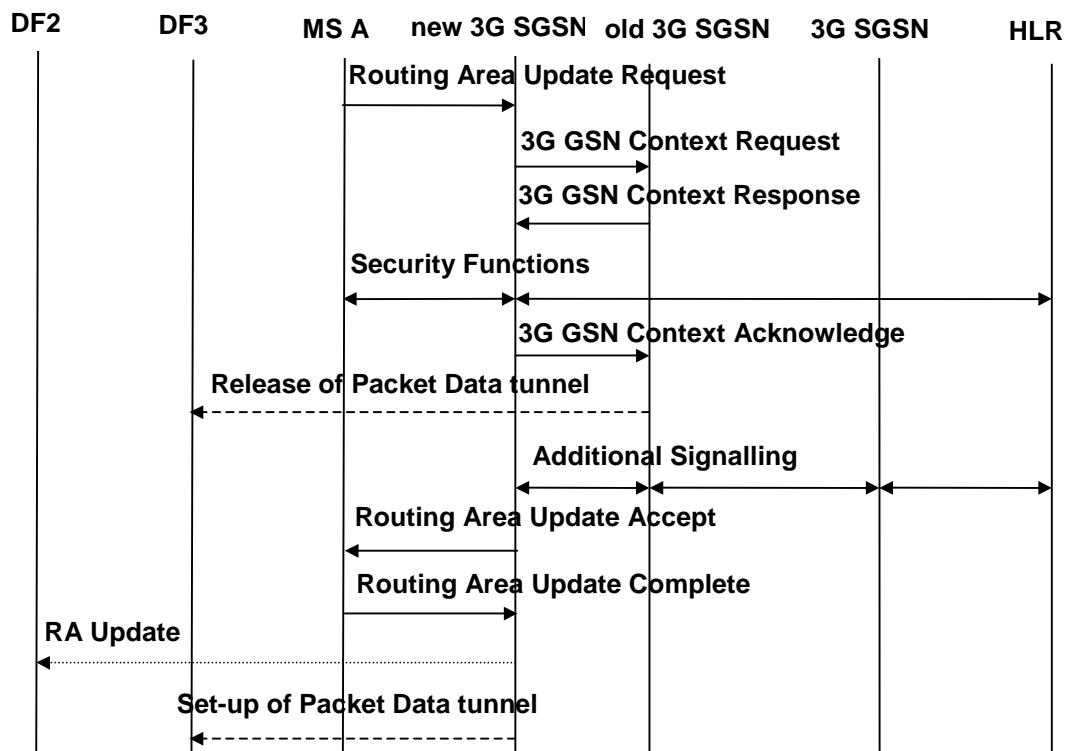 DF2 DF3 MS A new 3G SGSN old 3G SGSN 3G SGSN HLR
Routing Area Update Request
3G GSN Context Request
3G GSN Context Response
Security Functions
3G GSN Context Acknowledge
Release of Packet Data tunnel
Additional Signalling
Routing Area Update Accept
Routing Area Update Complete
RA Update
Set-up of Packet Data tunnel